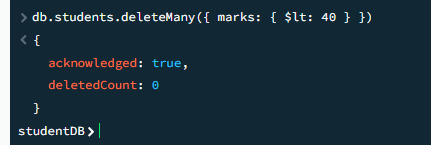 > db.students.deleteMany({ marks: { $lt: 40 } })
< {
acknowledged: true,
deletedCount: 0
}
studentDB>